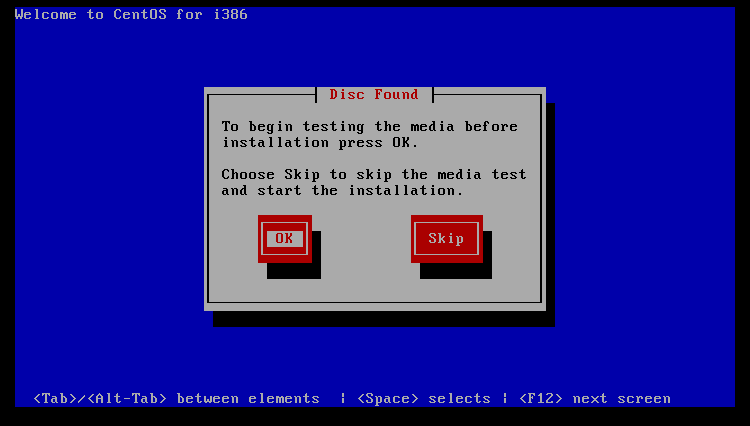 Welcome to CentOS for i386
Disc Found
To begin testing the media before
installation press OK.
Choose Skip to skip the media test
and start the installation.
OK Skip
<Tab>/<Alt-Tab> between elements | <Space> selects | <F12> next screen